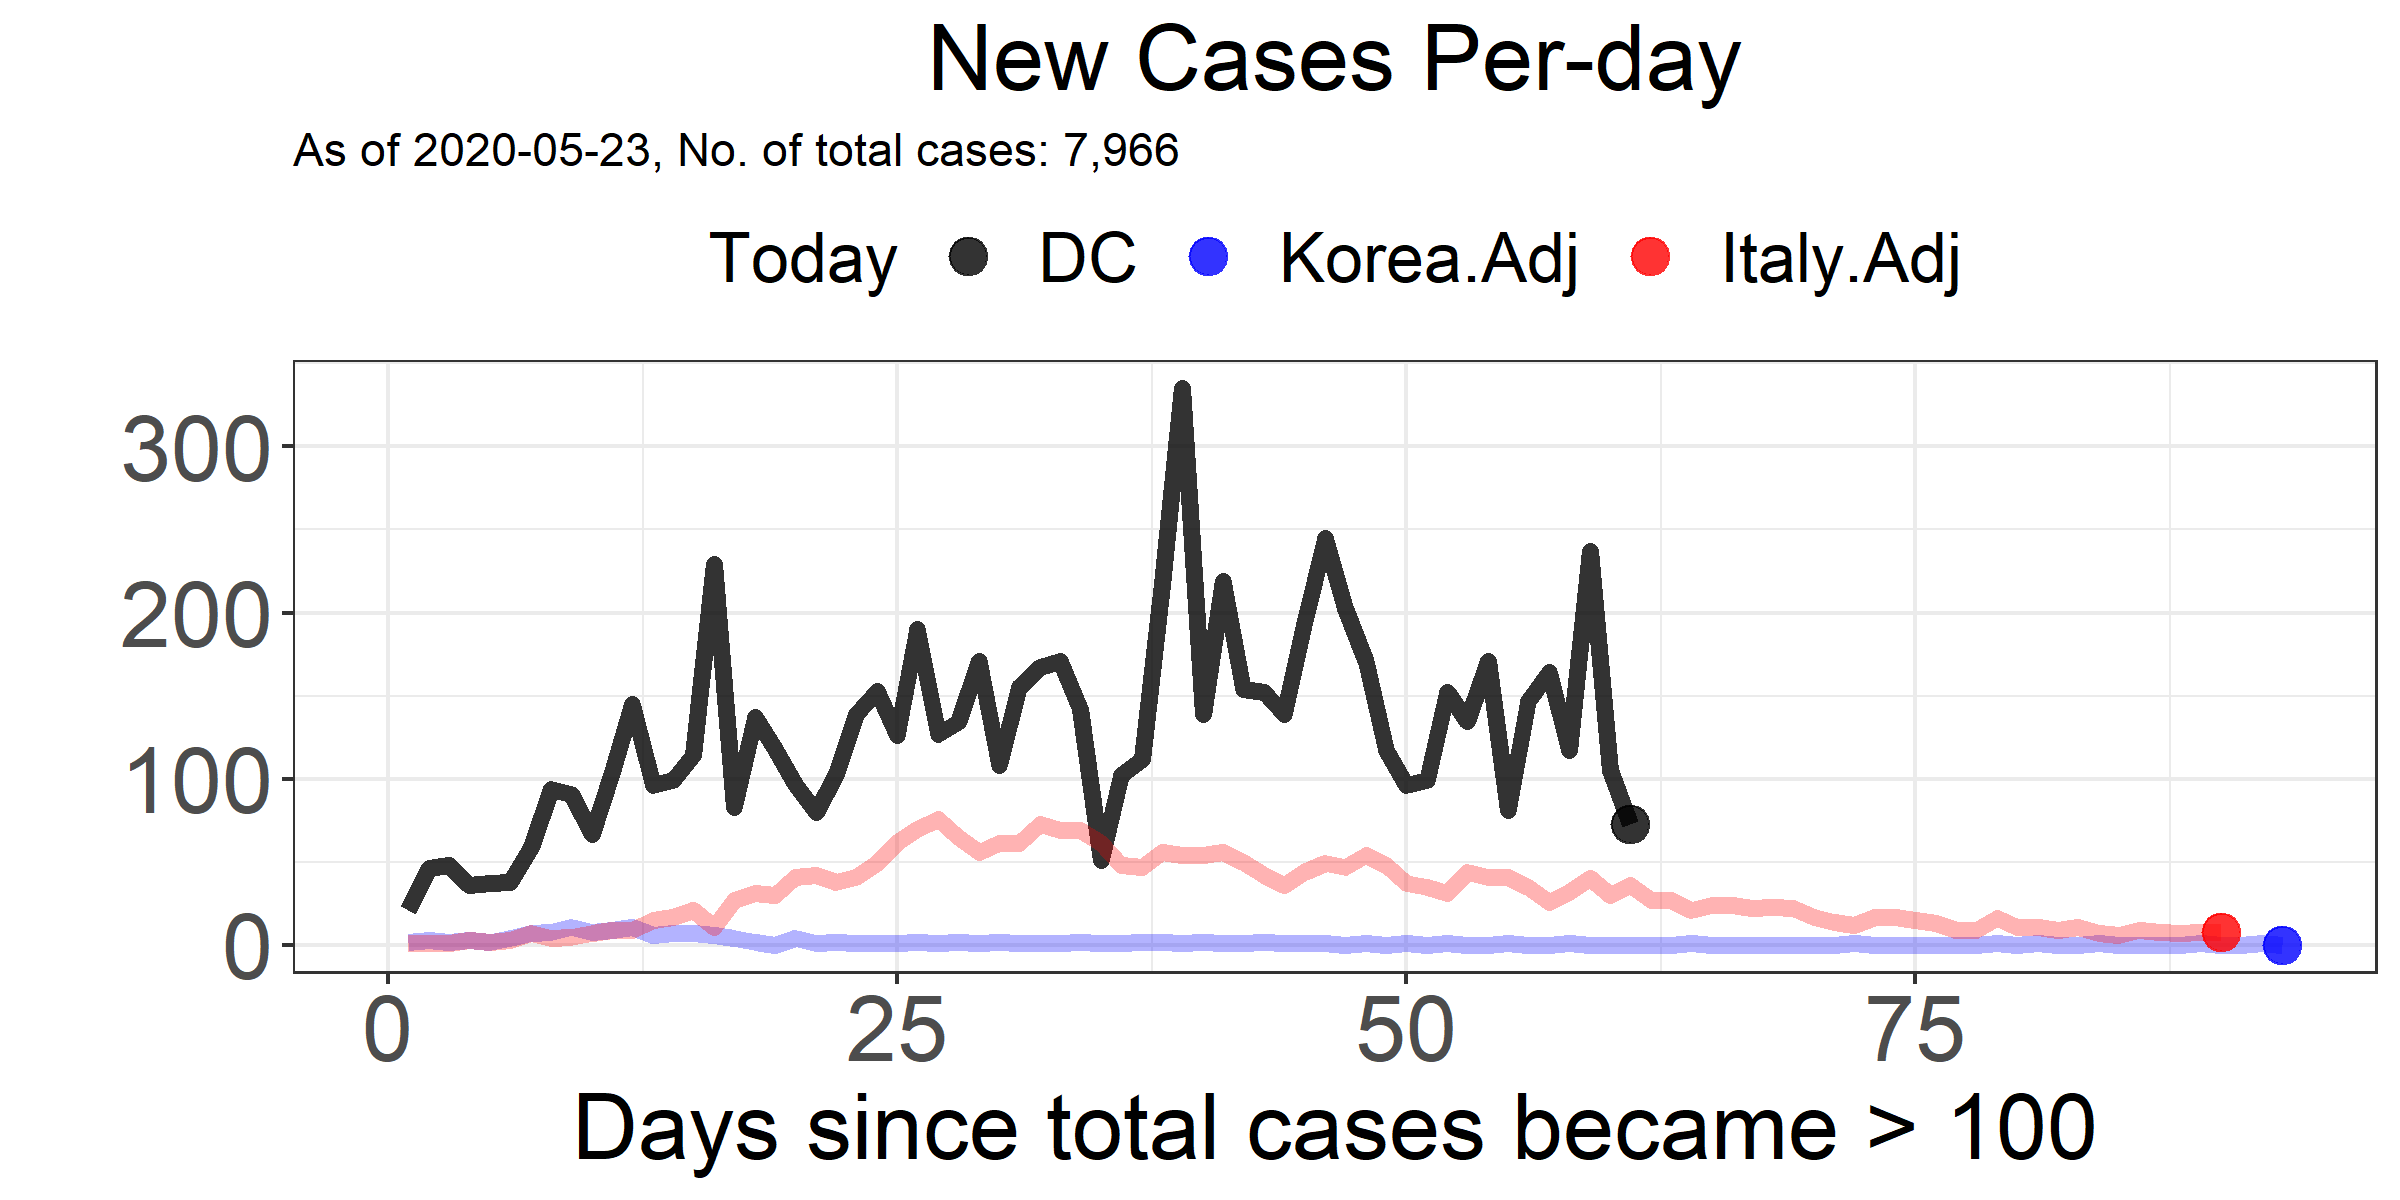 New Cases Per-day
As of 2020-05-23, No. of total cases: 7,966
Today DC Korea.Adj Italy.Adj
300
200
100
0
0 25 50 75
Days since total cases became > 100